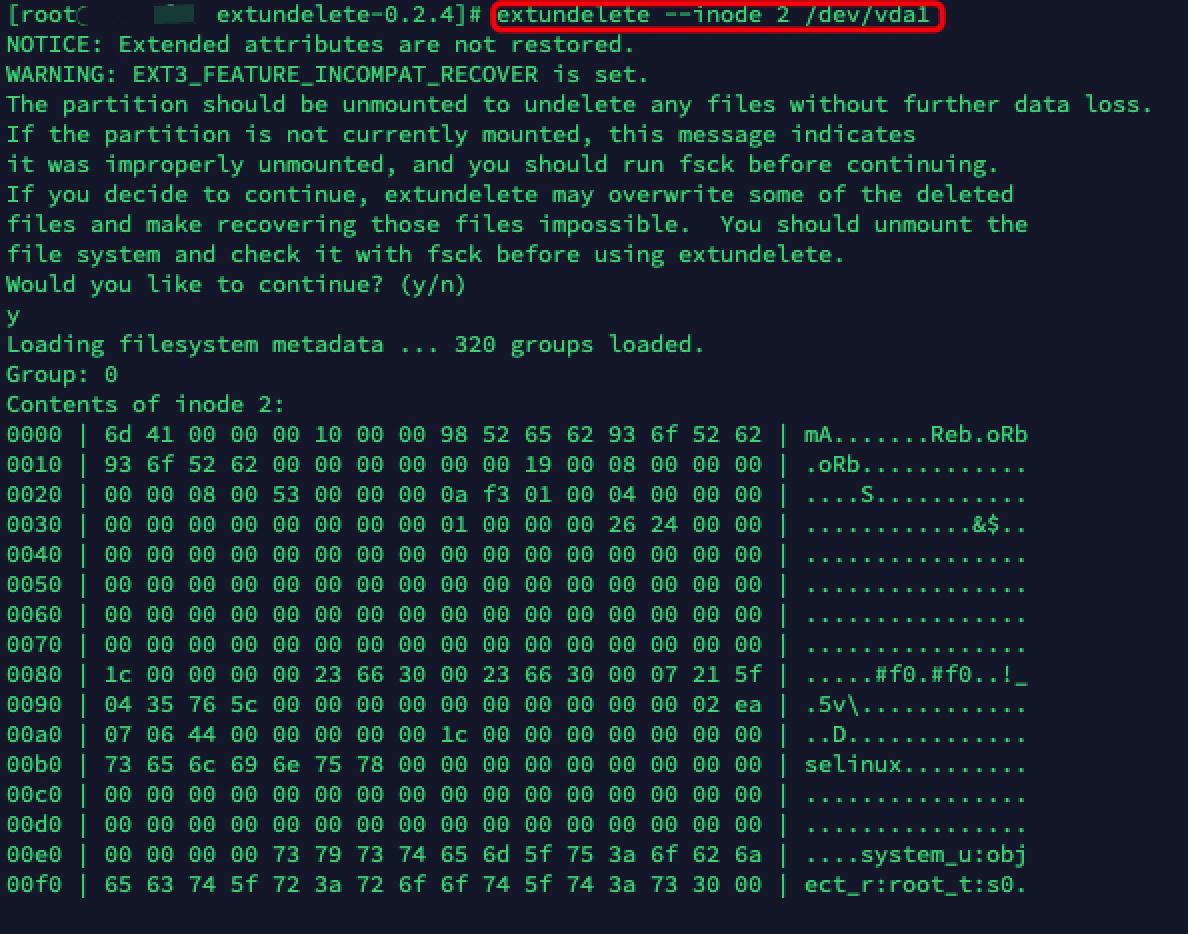 [root extundelete-0.2.4]# extundelete --inode 2 /dev/vda1
NOTICE: Extended attributes are not restored.
WARNING: EXT3_FEATURE_INCOMPAT_RECOVER is set.
The partition should be unmounted to undelete any files without further data loss.
If the partition is not currently mounted, this message indicates
it was improperly unmounted, and you should run fsck before continuing.
If you decide to continue, extundelete may overwrite some of the deleted
files and make recovering those files impossible.  You should unmount the
file system and check it with fsck before using extundelete.
Would you like to continue? (y/n)
y
Loading filesystem metadata ... 320 groups loaded.
Group: 0
Contents of inode 2:
0000 | 6d 41 00 00 00 10 00 00 98 52 65 62 93 6f 52 62 | mA.......Reb.oRb
0010 | 93 6f 52 62 00 00 00 00 00 00 19 00 08 00 00 00 | .oRb............
0020 | 00 00 08 00 53 00 00 00 0a f3 01 00 04 00 00 00 | ....S...........
0030 | 00 00 00 00 00 00 00 00 01 00 00 00 26 24 00 00 | ............&$..
0040 | 00 00 00 00 00 00 00 00 00 00 00 00 00 00 00 00 | ................
0050 | 00 00 00 00 00 00 00 00 00 00 00 00 00 00 00 00 | ................
0060 | 00 00 00 00 00 00 00 00 00 00 00 00 00 00 00 00 | ................
0070 | 00 00 00 00 00 00 00 00 00 00 00 00 00 00 00 00 | ................
0080 | 1c 00 00 00 00 23 66 30 00 23 66 30 00 07 21 5f | .....#f0.#f0..!_
0090 | 04 35 76 5c 00 00 00 00 00 00 00 00 00 00 02 ea | .5v\............
00a0 | 07 06 44 00 00 00 00 00 1c 00 00 00 00 00 00 00 | ..D.............
00b0 | 73 65 6c 69 6e 75 78 00 00 00 00 00 00 00 00 00 | selinux.........
00c0 | 00 00 00 00 00 00 00 00 00 00 00 00 00 00 00 00 | ................
00d0 | 00 00 00 00 00 00 00 00 00 00 00 00 00 00 00 00 | ................
00e0 | 00 00 00 00 73 79 73 74 65 6d 5f 75 3a 6f 62 6a | ....system_u:obj
00f0 | 65 63 74 5f 72 3a 72 6f 6f 74 5f 74 3a 73 30 00 | ect_r:root_t:s0.